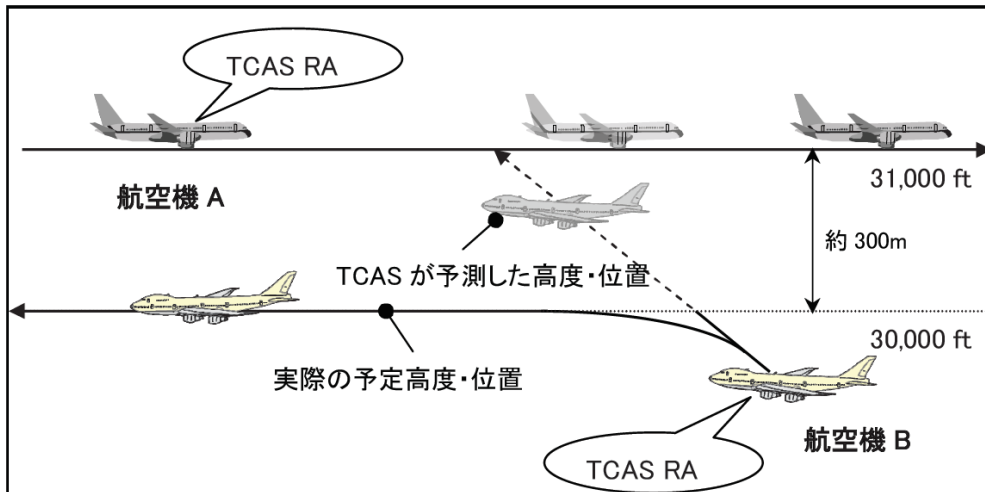 TCAS RA
31,000 ft
航空機 A
約 300m
TCAS が予測した高度・位置
30,000 ft
実際の予定高度・位置
航空機 B
TCAS RA